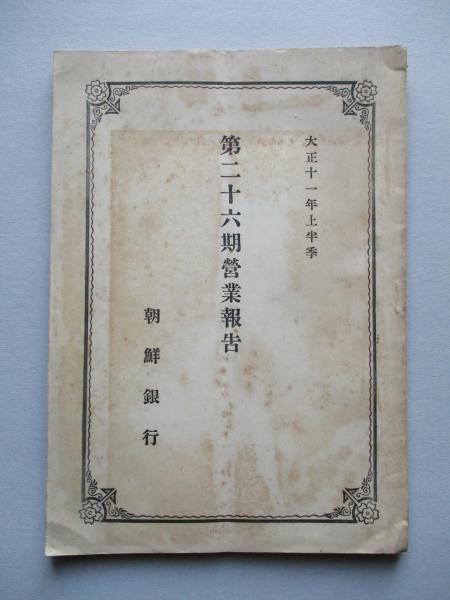 大正十一年上半季
第二十六期營業報告
朝鮮銀行